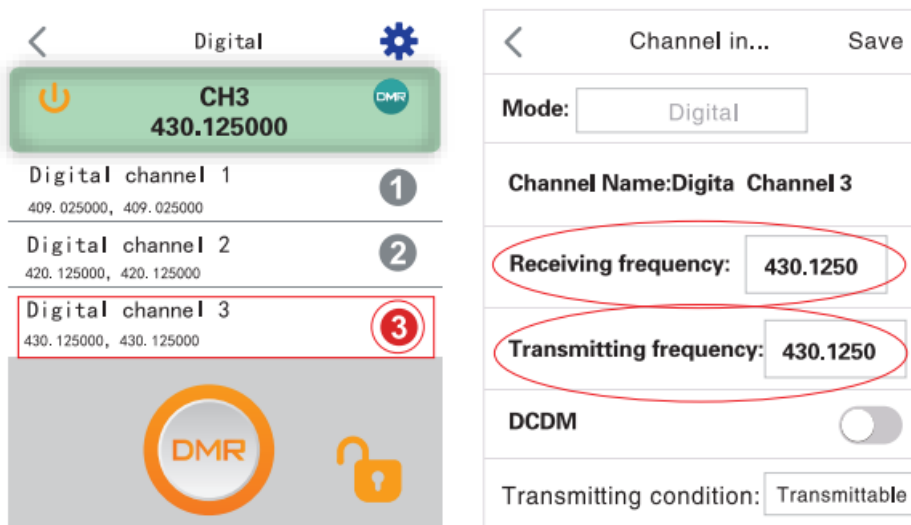 Digital
CH3
DMR
430.125000
Digital channel 1
1
409.025000, 409.025000
Digital channel 2
2
420.125000, 420.125000
Digital channel 3
3
430.125000, 430.125000
DMR
Channel in... Save
Mode: Digital
Channel Name:Digita Channel 3
Receiving frequency: 430.1250
Transmitting frequency: 430.1250
DCDM
Transmitting condition: Transmittable